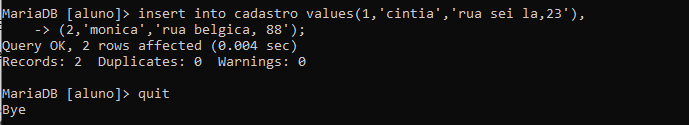 MariaDB [aluno]> insert into cadastro values(1,'cintia','rua sei la,23'),
    -> (2,'monica','rua belgica, 88');
Query OK, 2 rows affected (0.004 sec)
Records: 2  Duplicates: 0  Warnings: 0

MariaDB [aluno]> quit
Bye